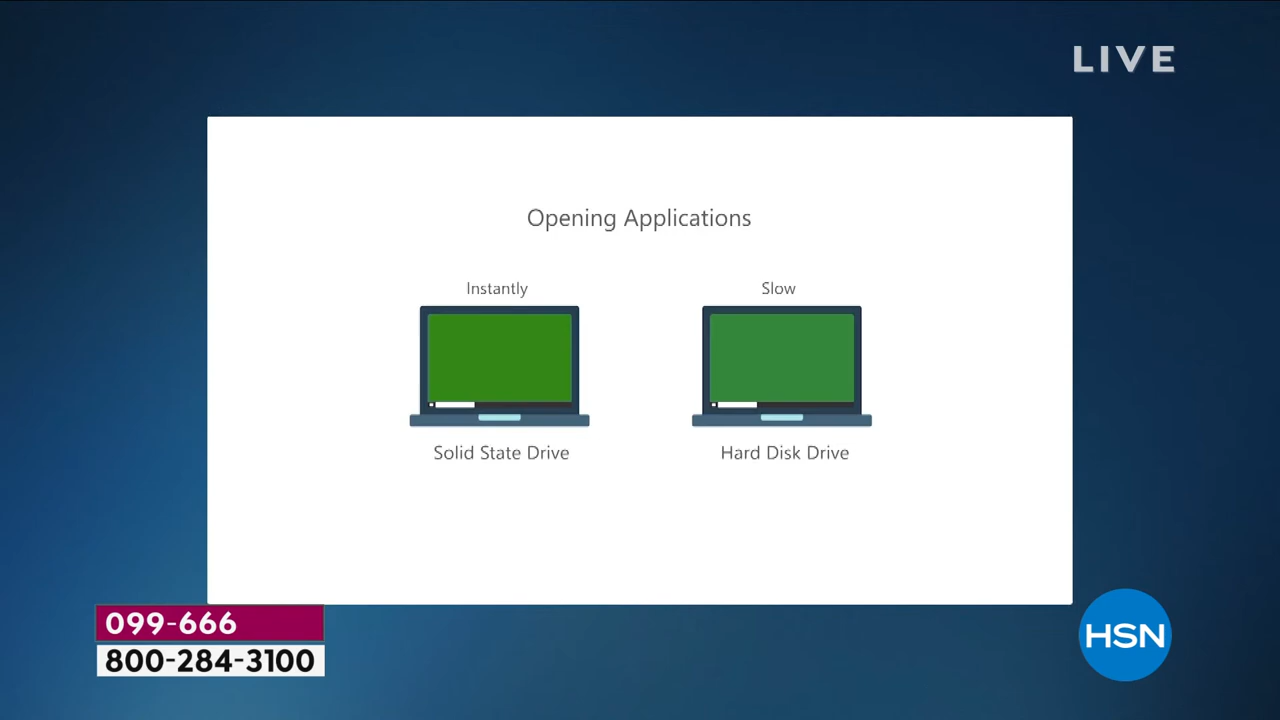 LIVE
Opening Applications
Instantly
Slow
Solid State Drive
Hard Disk Drive
099-666
800-284-3100
HSN